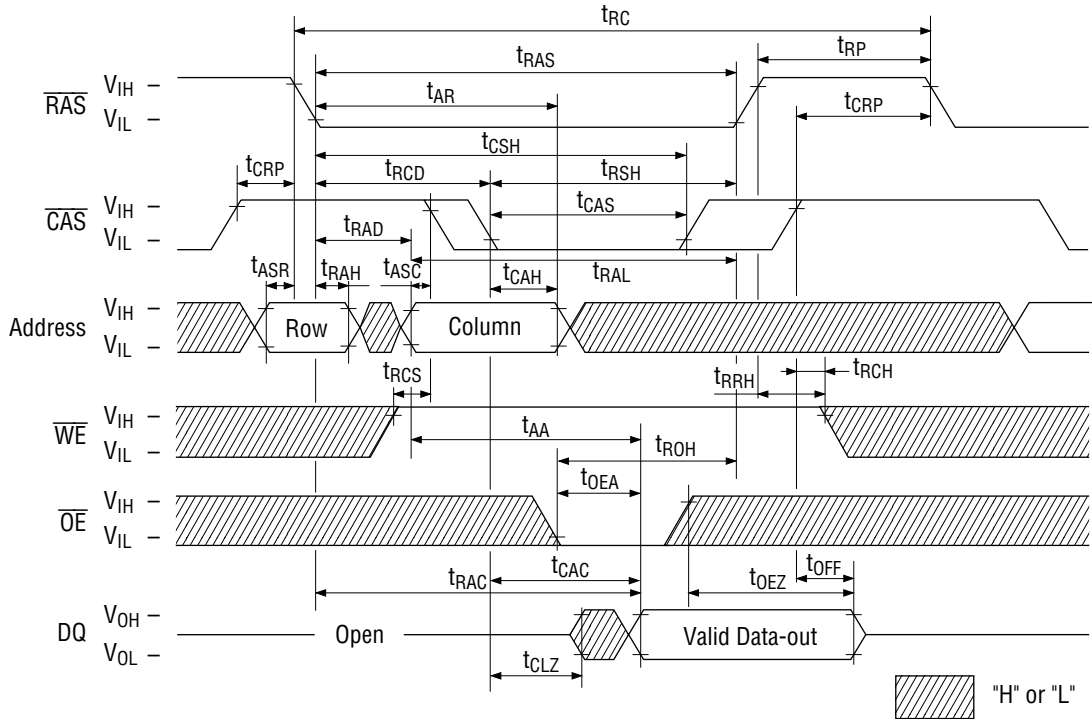 tRC
tRP
tRAS
RAS VIH
VIL
tAR
tCRP
tCSH
tCRP
tRCD
tRSH
CAS VIH
VIL
tCAS
tRAD
tRAL
tASR
tRAH
tASC
tCAH
Address VIH
VIL
Row
Column
tRCS
tRRH
tRCH
WE VIH
VIL
tAA
tROH
tOEA
OE VIH
VIL
tCAC
tOFF
tRAC
tOEZ
DQ VOH
VOL
Open
Valid Data-out
tCLZ
"H" or "L"